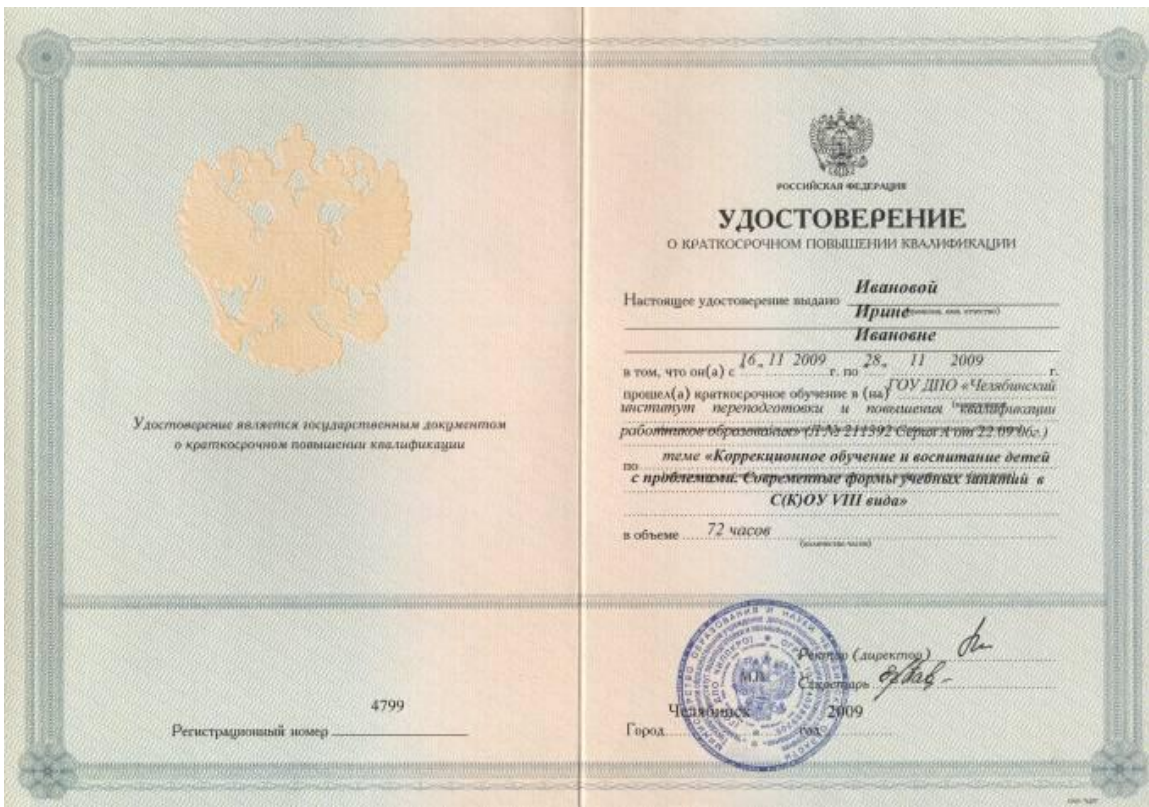 Удостоверение является государственным документом
о краткосрочном повышении квалификации
4799
Регистрационный номер
РОССИЙСКАЯ ФЕДЕРАЦИЯ
УДОСТОВЕРЕНИЕ
О КРАТКОСРОЧНОМ ПОВЫШЕНИИ КВАЛИФИКАЦИИ
Ивановой
Настоящее удостоверение выдано
Ирине
Ивановне
в том, что он(а) с 16 „ 11 2009 г. по 28 „ 11 2009 г.
прошел(а) краткосрочное обучение в (на) ГОУ ДПО «Челябинский
институт переподготовки и повышения квалификации
работников образования» (Л № 211592 Серия А от 22.09.06г.)
по теме «Коррекционное обучение и воспитание детей
с проблемами. Современные формы учебных занятий в
С(К)ОУ VIII вида»
в объеме 72 часов
(количество часов)
Ректор (директор)
М.П.
Секретарь
Челябинск 2009
Город год